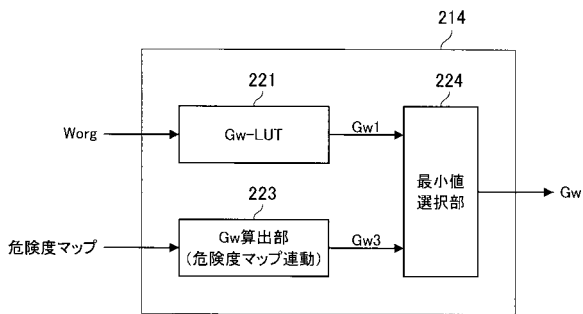 214
221
224
Worg
Gw-LUT
Gw1
最小値
選択部
Gw
223
危険度マップ
Gw算出部
(危険度マップ連動)
Gw3